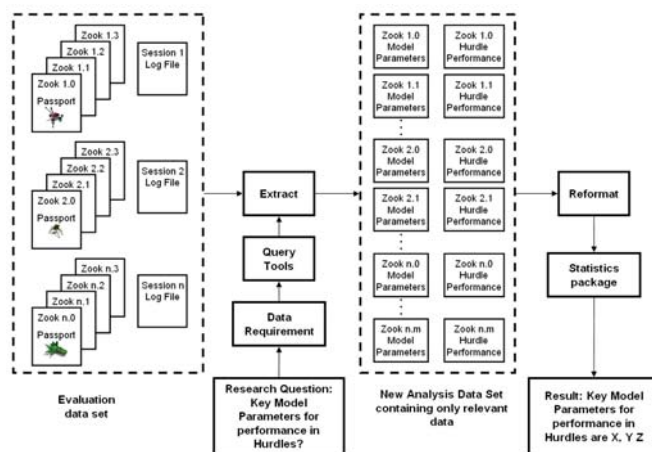 Zook 1.3
Zook 1.2
Zook 1.1
Zook 1.0
Passport
Session 1
Log File
Zook 2.3
Zook 2.2
Zook 2.1
Zook 2.0
Passport
Session 2
Log File
Zook n.3
Zook n.2
Zook n.1
Zook n.0
Passport
Session n
Log File
Evaluation
data set
Extract
Query
Tools
Data
Requirement
Research Question:
Key Model
Parameters for
performance in
Hurdles?
Zook 1.0
Model
Parameters
Zook 1.0
Hurdle
Performance
Zook 1.1
Model
Parameters
Zook 1.1
Hurdle
Performance
Zook 2.0
Model
Parameters
Zook 2.0
Hurdle
Performance
Zook 2.1
Model
Parameters
Zook 2.1
Hurdle
Performance
Zook n.0
Model
Parameters
Zook n.0
Hurdle
Performance
Zook n.m
Model
Parameters
Zook n.m
Hurdle
Performance
New Analysis Data Set
containing only relevant
data
Reformat
Statistics
package
Result: Key Model
Parameters for
performance in
Hurdles are X, Y Z